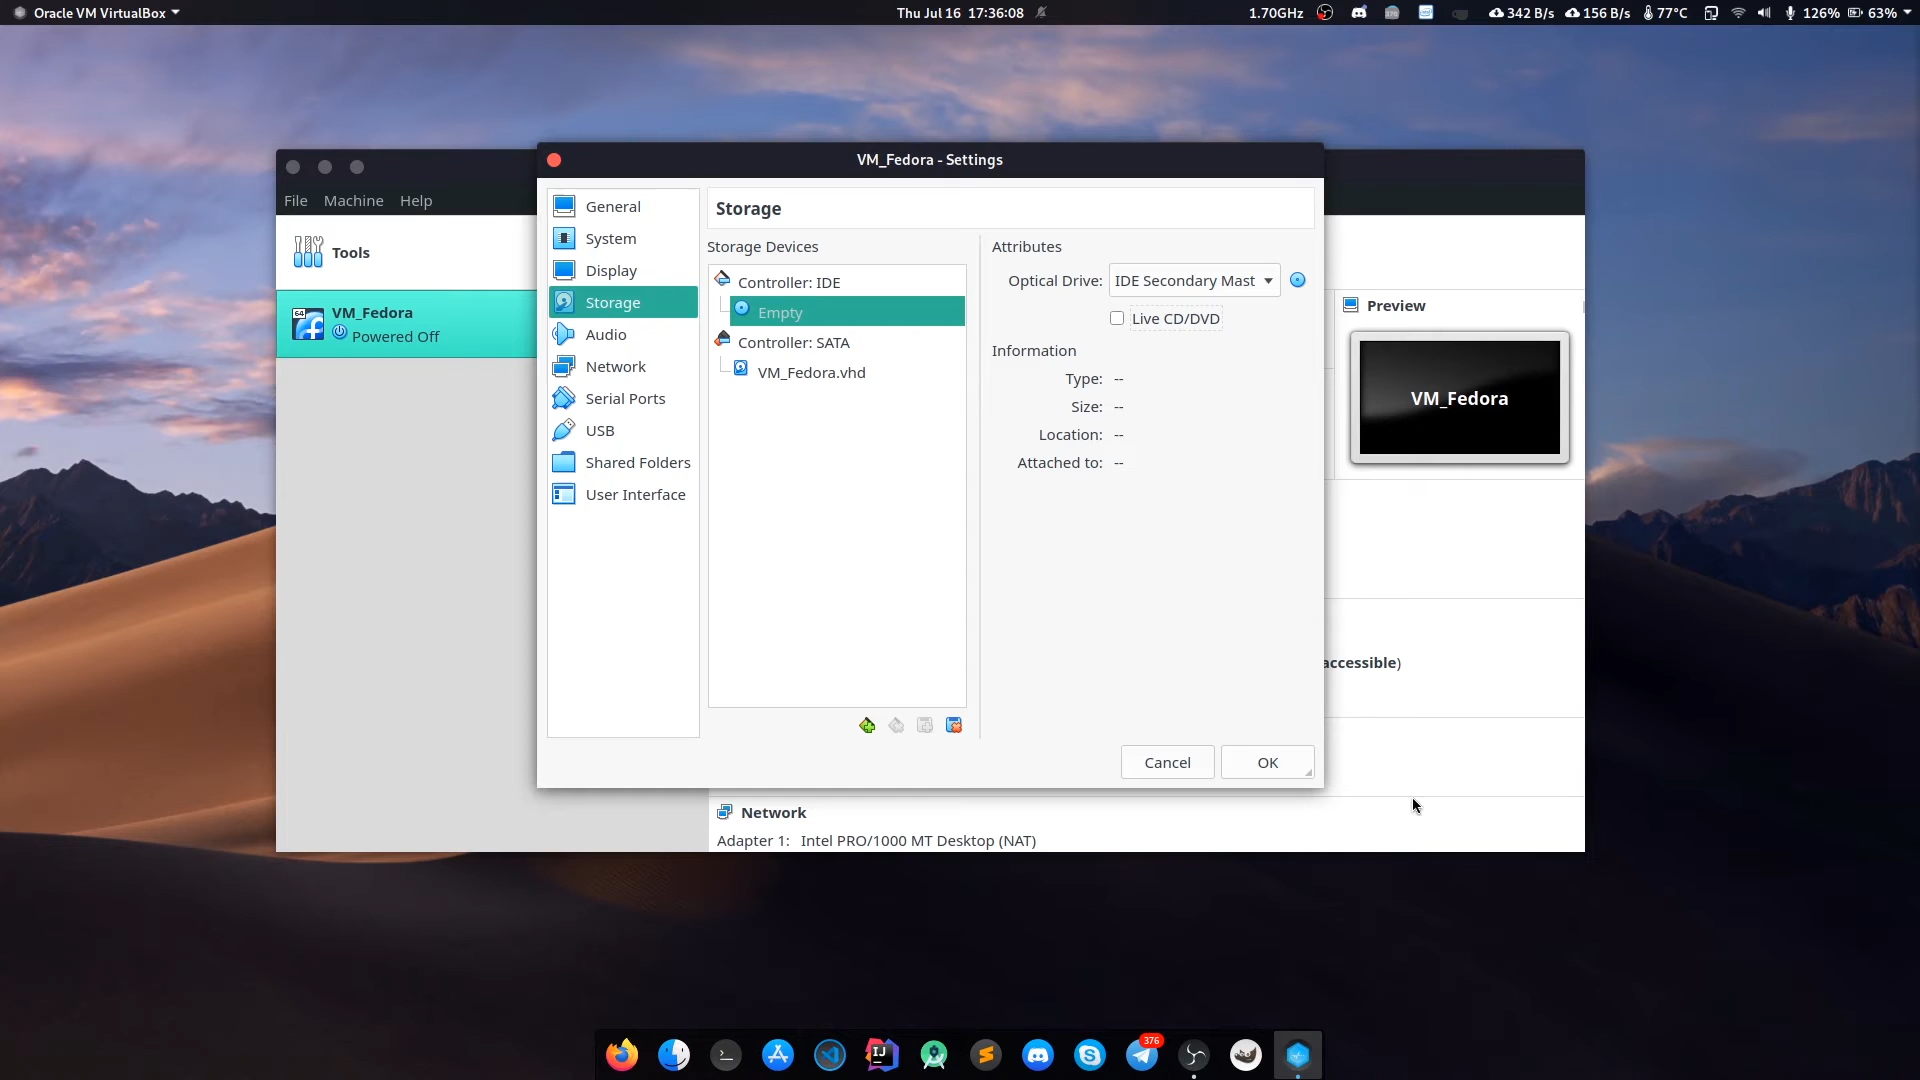 Oracle VM VirtualBox
Thu Jul 16 17:36:08
1.70GHz
342 B/s
156 B/s
77°C
126%
63%
VM_Fedora - Settings
File Machine Help
Tools
64
VM_Fedora
Powered Off
General
System
Display
Storage
Audio
Network
Serial Ports
USB
Shared Folders
User Interface
Storage
Storage Devices
Controller: IDE
Empty
Controller: SATA
VM_Fedora.vhd
Attributes
Optical Drive: IDE Secondary Mast
Live CD/DVD
Information
Type: --
Size: --
Location: --
Attached to: --
Cancel
OK
Preview
VM_Fedora
accessible)
Network
Adapter 1: Intel PRO/1000 MT Desktop (NAT)
IJ
376